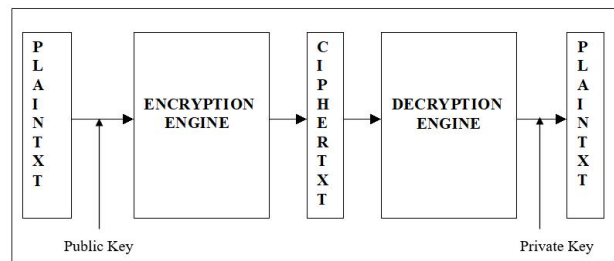 PLAINTXT
ENCRYPTION
ENGINE
CIPHERTXT
DECRYPTION
ENGINE
PLAINTXT
Public Key
Private Key